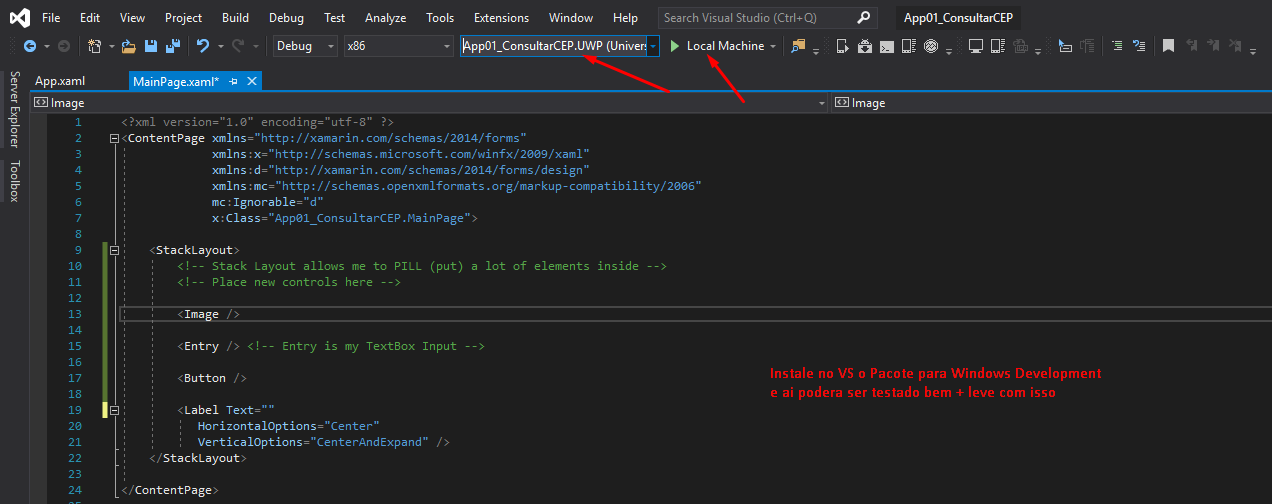 File Edit View Project Build Debug Test Analyze Tools Extensions Window Help Search Visual Studio (Ctrl+Q) App01_ConsultarCEP
Debug x86 App01_ConsultarCEP.UWP (Univers Local Machine
Server Explorer
Toolbox
App.xaml MainPage.xaml*
Image Image
1 <?xml version="1.0" encoding="utf-8" ?>
2 <ContentPage xmlns="http://xamarin.com/schemas/2014/forms"
3 xmlns:x="http://schemas.microsoft.com/winfx/2009/xaml"
4 xmlns:d="http://xamarin.com/schemas/2014/forms/design"
5 xmlns:mc="http://schemas.openxmlformats.org/markup-compatibility/2006"
6 mc:Ignorable="d"
7 x:Class="App01_ConsultarCEP.MainPage">
8
9 <StackLayout>
10 <!-- Stack Layout allows me to PILL (put) a lot of elements inside -->
11 <!-- Place new controls here -->
12
13 <Image />
14
15 <Entry /> <!-- Entry is my TextBox Input -->
16
17 <Button />
18
19 <Label Text=""
20 HorizontalOptions="Center"
21 VerticalOptions="CenterAndExpand" />
22 </StackLayout>
23
24 </ContentPage>
Instale no VS o Pacote para Windows Development
e ai podera ser testado bem + leve com isso